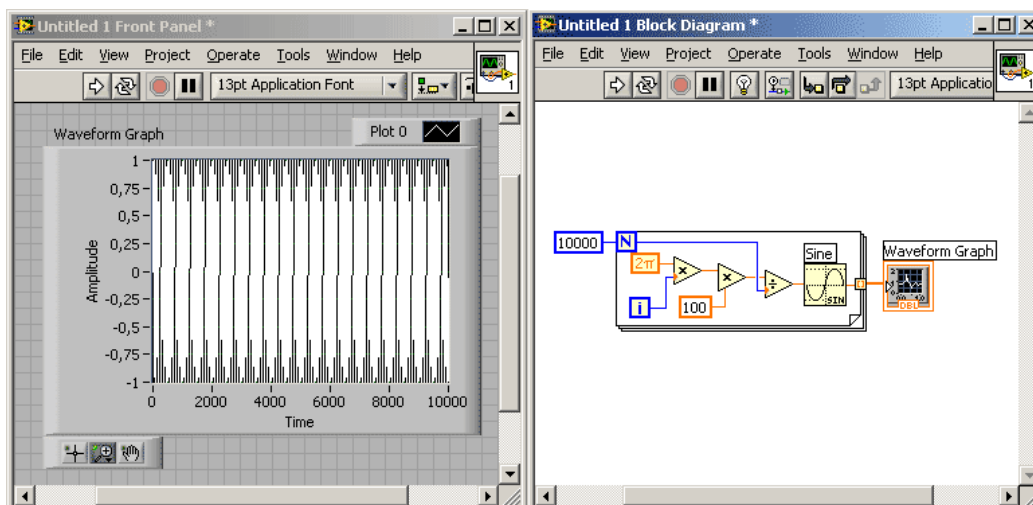 Untitled 1 Front Panel *
File Edit View Project Operate Tools Window Help
13pt Application Font
1
Waveform Graph
Plot 0
1
0,75
0,5
0,25
0
-0,25
-0,5
-0,75
-1
Amplitude
0 2000 4000 6000 8000 10000
Time
Untitled 1 Block Diagram *
File Edit View Project Operate Tools Window Help
13pt Applicatio
1
10000
N
2π
i
100
Sine
SIN
Waveform Graph
DBL